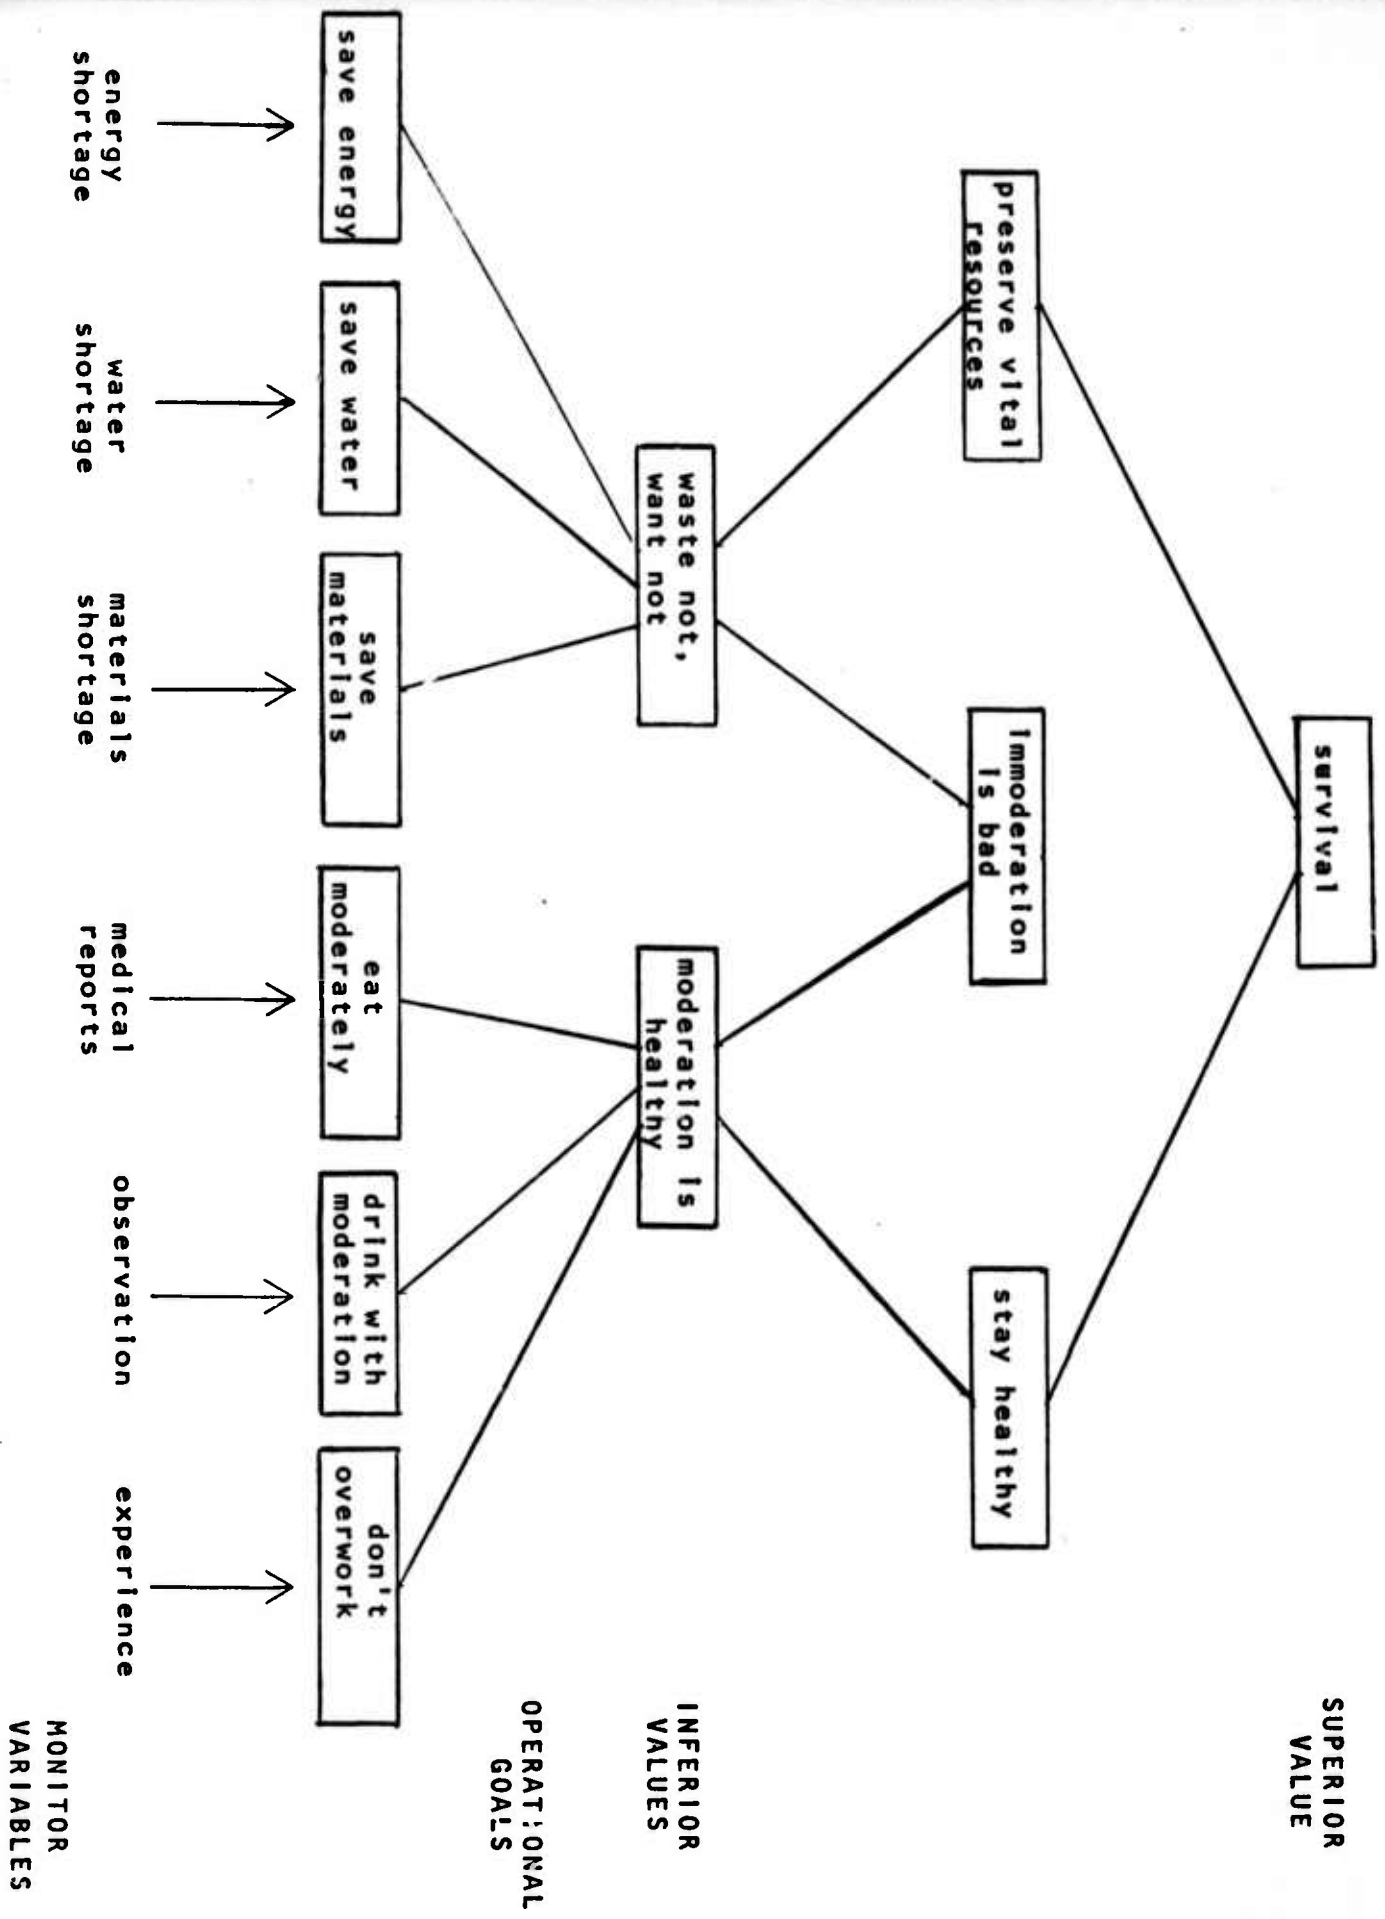 survival
SUPERIOR
VALUE
preserve vital
resources
Immoderation
is bad
stay healthy
waste not,
want not
moderation is
healthy
INFERIOR
VALUES
OPERATIONAL
GOALS
save energy
save water
save
materials
eat
moderately
drink with
moderation
don't
overwork
energy
shortage
water
shortage
materials
shortage
medical
reports
observation
experience
MONITOR
VARIABLES